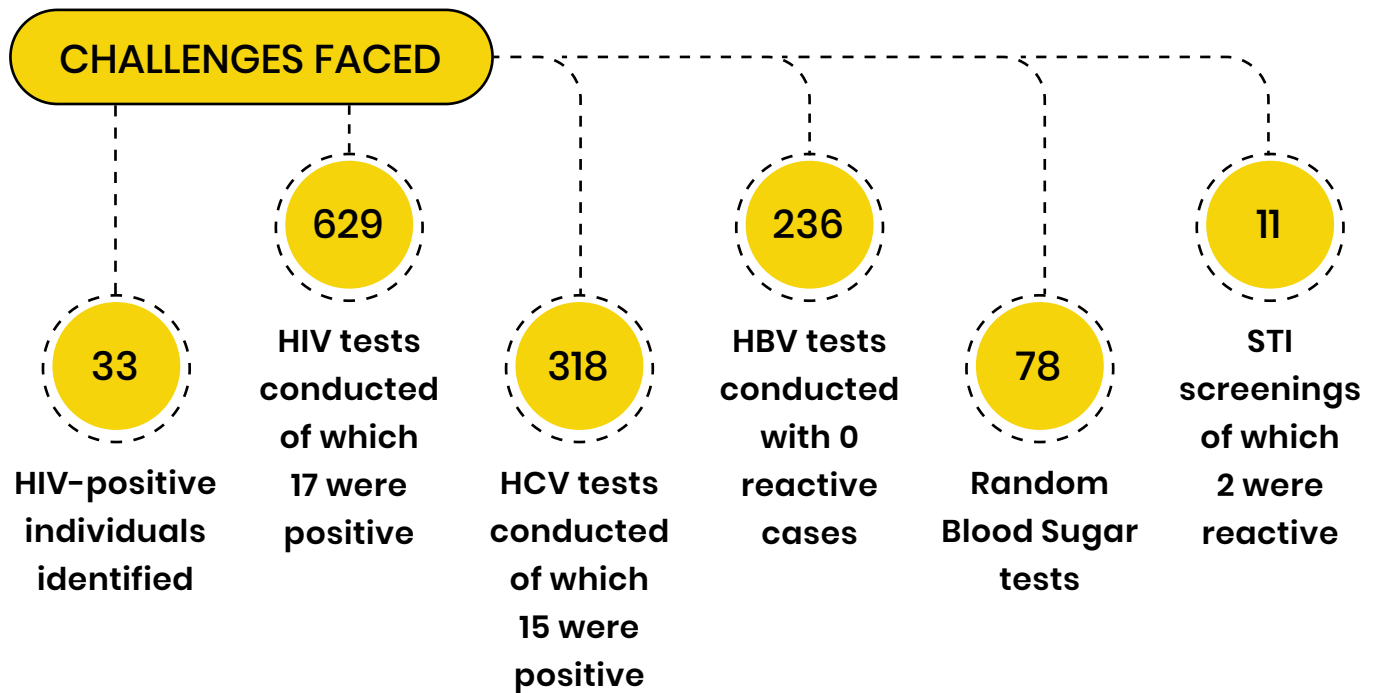 CHALLENGES FACED
33
HIV-positive
individuals
identified
629
HIV tests
conducted
of which
17 were
positive
318
HCV tests
conducted
of which
15 were
positive
236
HBV tests
conducted
with 0
reactive
cases
78
Random
Blood Sugar
tests
11
STI
screenings
of which
2 were
reactive